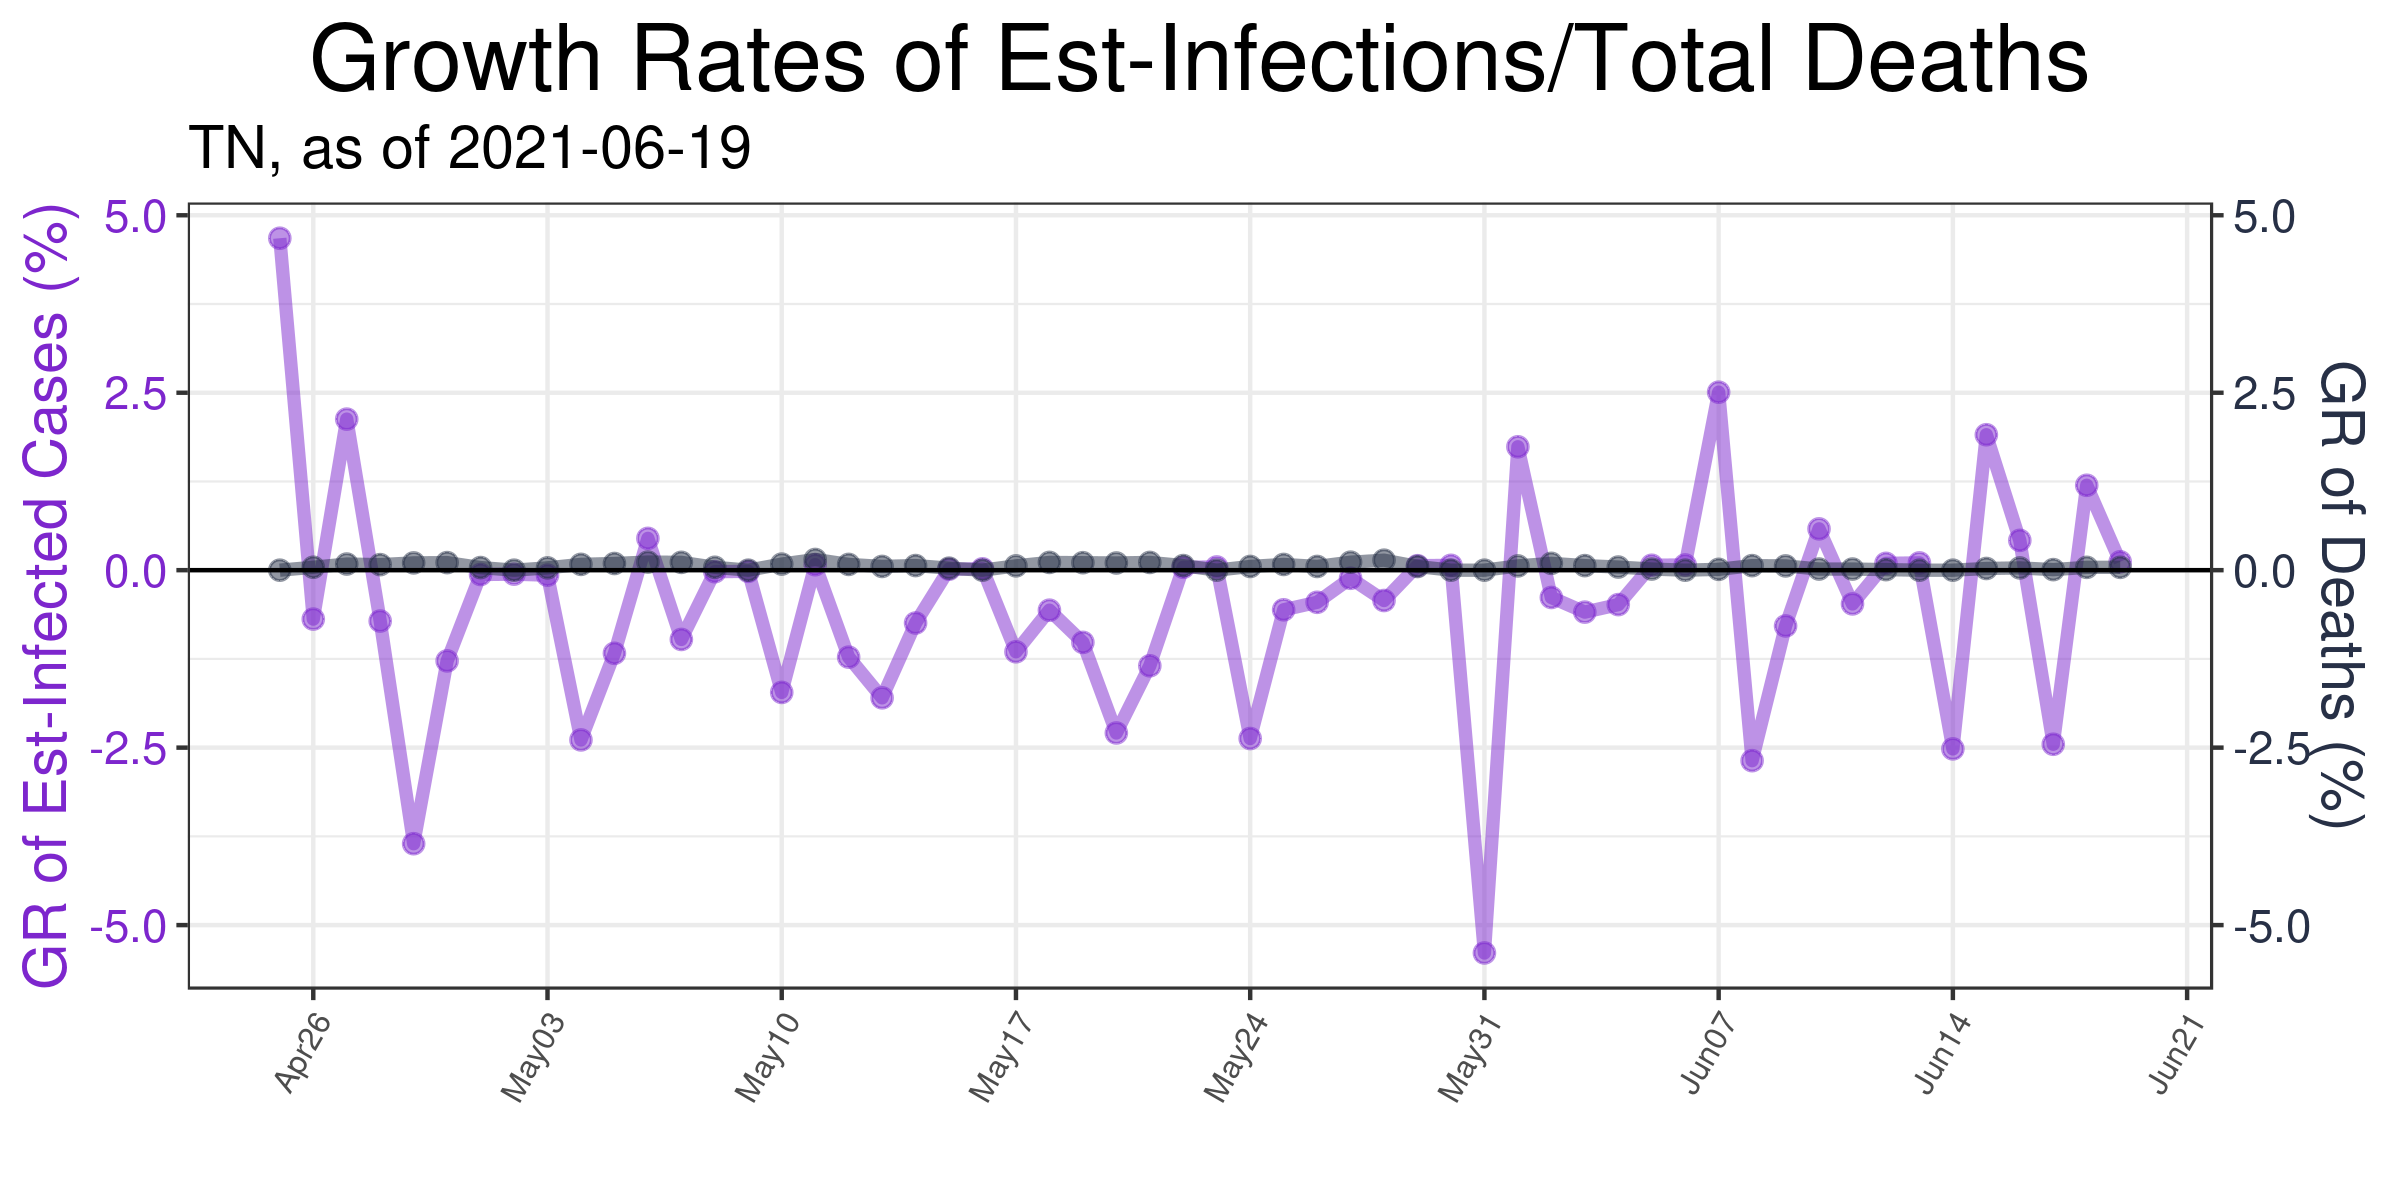 Growth Rates of Est-Infections/Total Deaths
TN, as of 2021-06-19
GR of Est-Infected Cases (%)
5.0
2.5
0.0
-2.5
-5.0
5.0
2.5
0.0
-2.5
-5.0
GR of Deaths (%)
Apr26
May03
May10
May17
May24
May31
Jun07
Jun14
Jun21